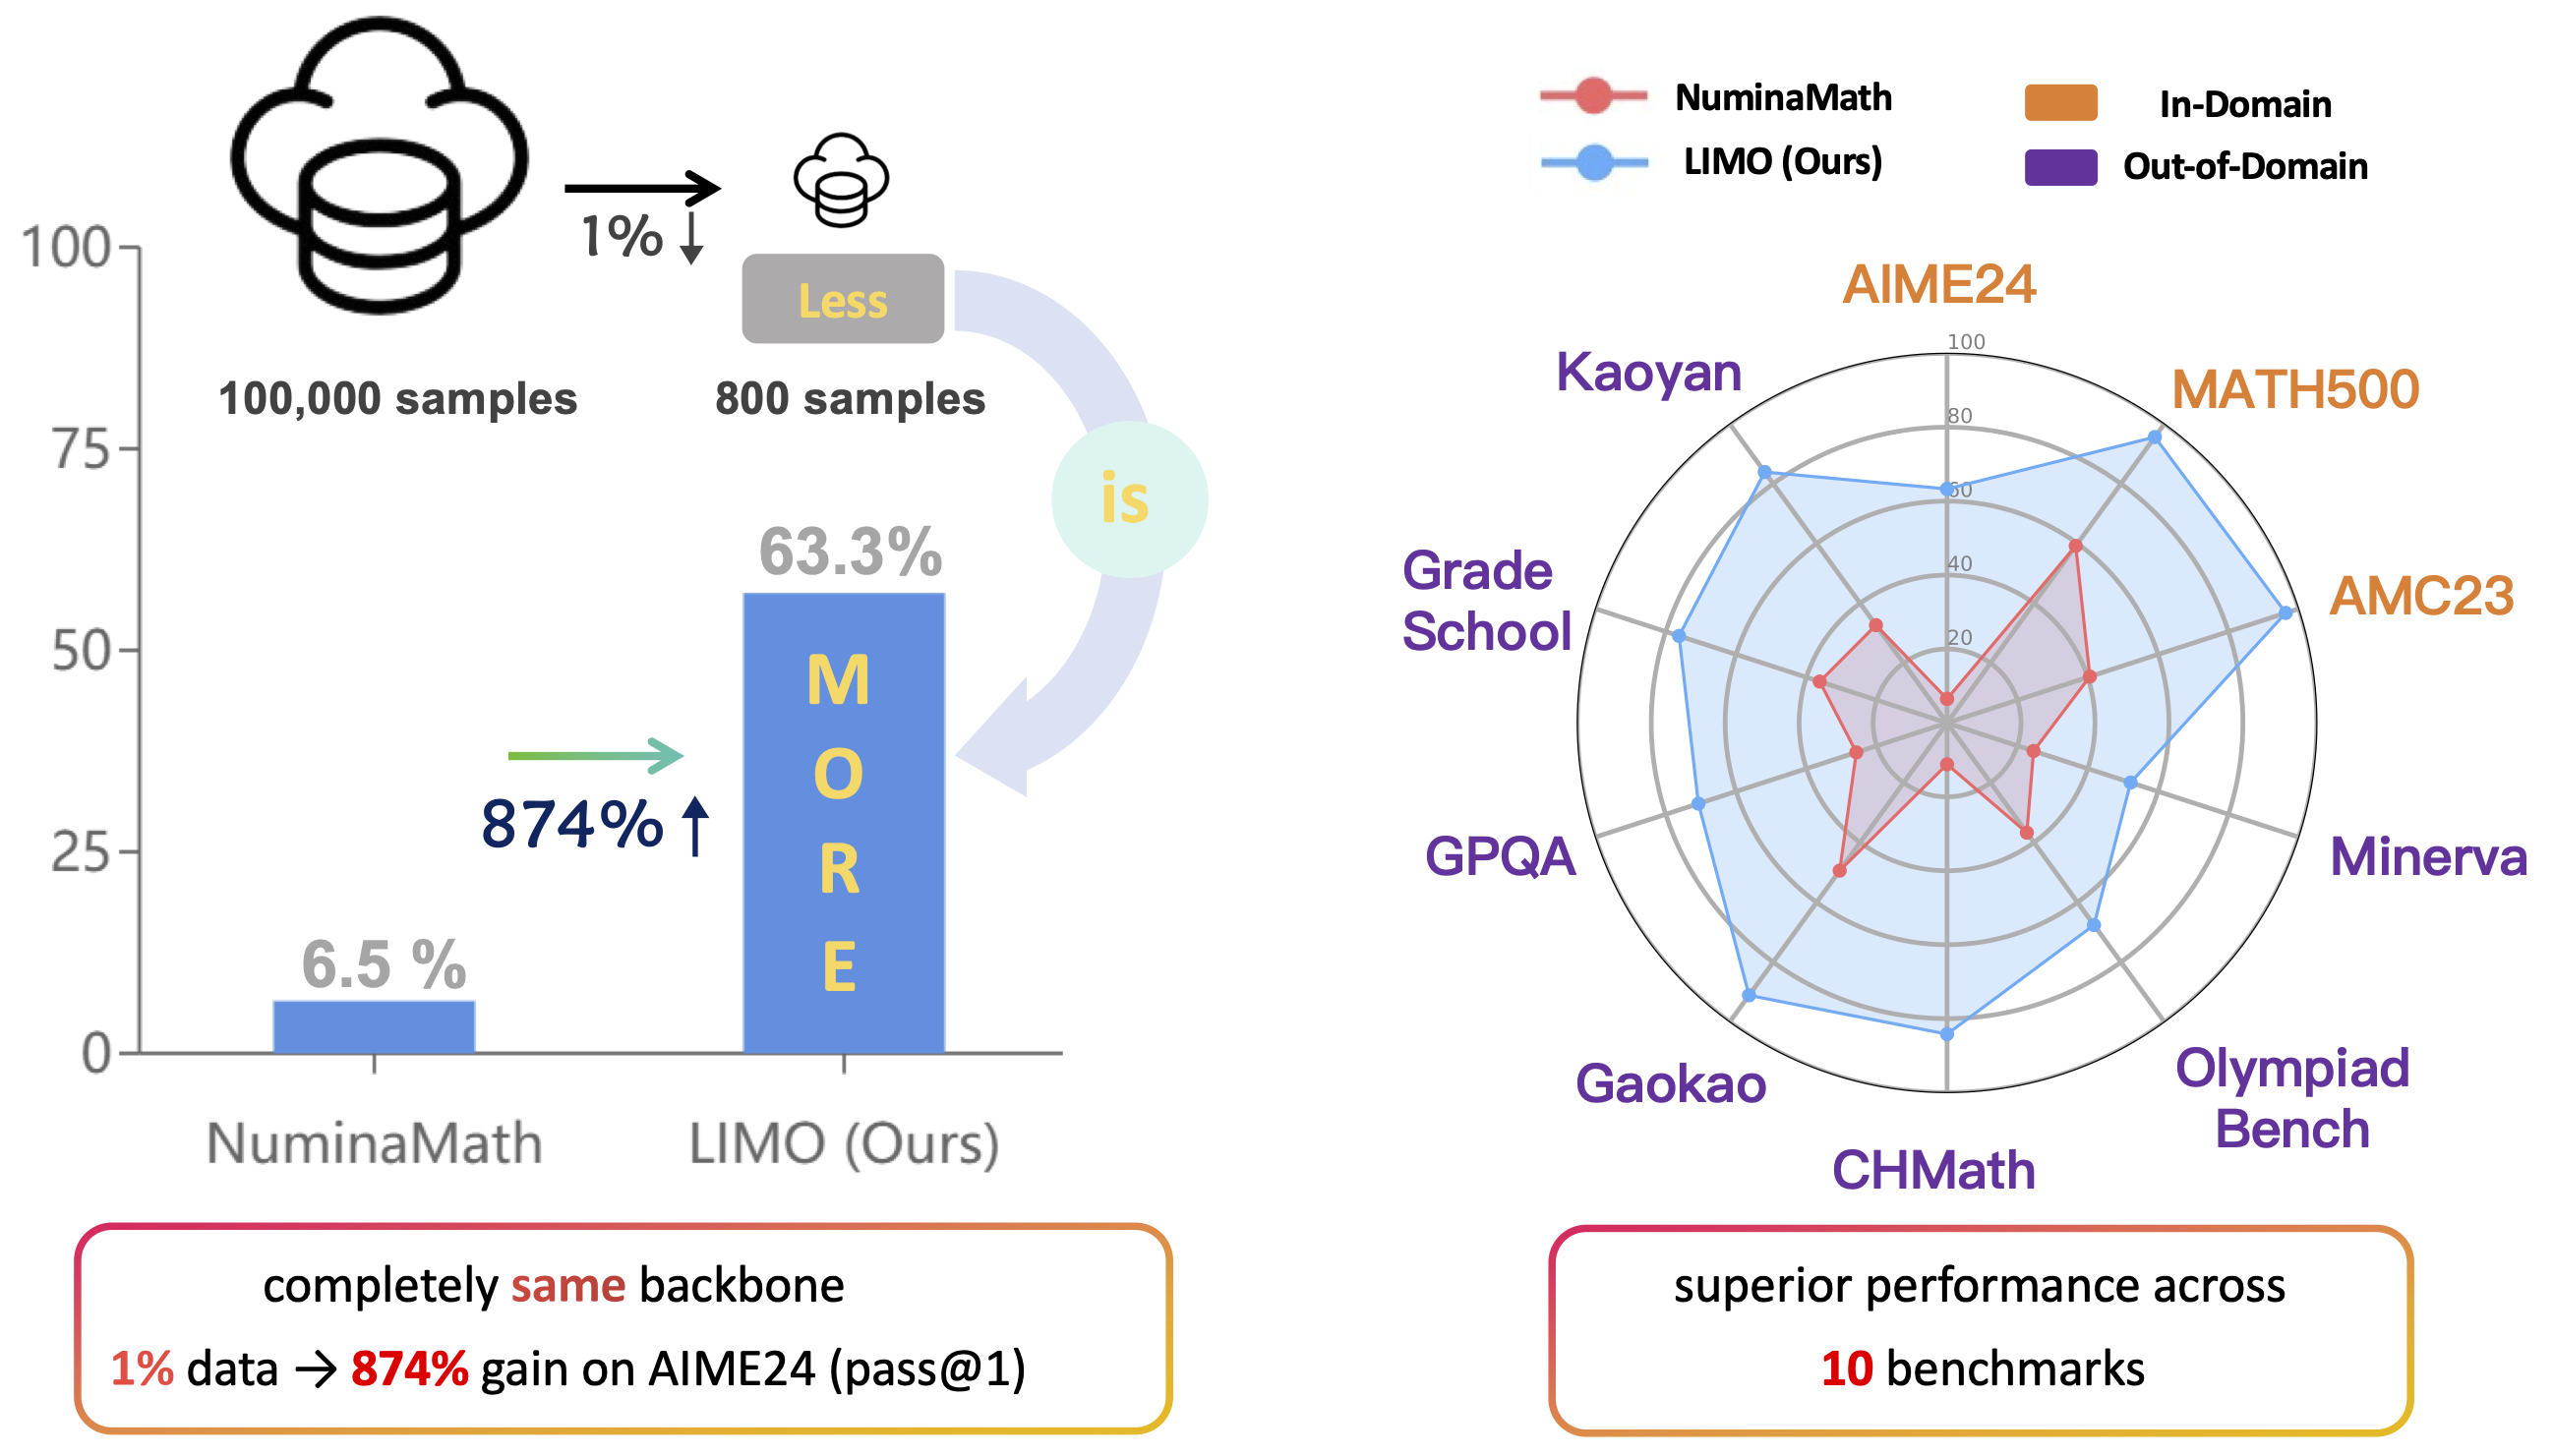 100
75
50
25
0
1% ↓
Less
100,000 samples
800 samples
is
63.3%
M
O
R
E
874% ↑
6.5 %
NuminaMath
LIMO (Ours)
completely same backbone
1% data → 874% gain on AIME24 (pass@1)
NuminaMath
LIMO (Ours)
In-Domain
Out-of-Domain
AIME24
MATH500
AMC23
Minerva
Olympiad
Bench
CHMath
Gaokao
GPQA
Grade
School
Kaoyan
100
80
60
40
20
superior performance across
10 benchmarks